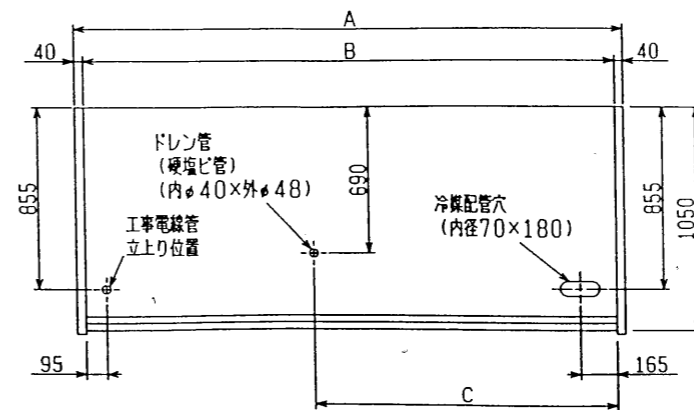 A
40
B
40
ドレン管
(硬塩ビ管)
(内φ40×外φ48)
690
855
工事電線管
立上り位置
冷媒配管穴
(内径70×180)
855
1050
95
165
C